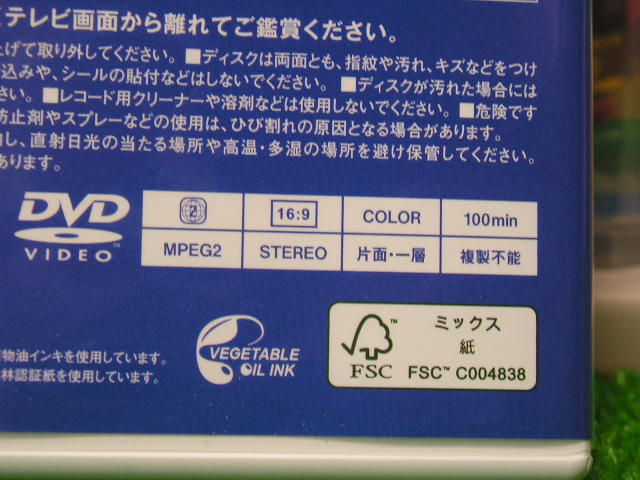 テレビ画面から離れてご鑑賞ください。
上げて取り外してください。 ■ディスクは両面とも、指紋や汚れ、キズなどをつけ
込みや、シールの貼付などはしないでください。 ■ディスクが汚れた場合には
さい。 ■レコード用クリーナーや溶剤などは使用しないでください。 ■危険です
防止剤やスプレーなどの使用は、ひび割れの原因となる場合があります。
し、直射日光の当たる場所や高温・多湿の場所を避け保管してください。
あります。
DVD VIDEO™
2 16:9 COLOR 100min
MPEG2 STEREO 片面・一層 複製不能
VEGETABLE OIL INK
物油インキを使用しています。
林認証紙を使用しています。
FSC ™
ミックス
紙
FSC™ C004838